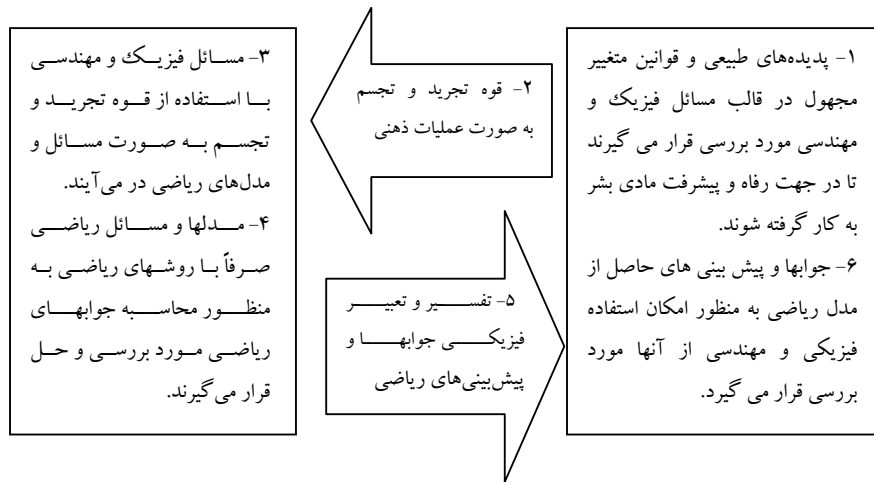 ۱- پدیده‌های طبیعی و قوانین متغییر
مجهول در قالب مسائل فیزیک و
مهندسی مورد بررسی قرار می گیرند
تا در جهت رفاه و پیشرفت مادی بشر
به کار گرفته شوند.
۶- جوابها و پیش بینی های حاصل از
مدل ریاضی به منظور امکان استفاده
فیزیکی و مهندسی از آنها مورد
بررسی قرار می گیرد.
۲- قوه تجرید و تجسم
به صورت عملیات ذهنی
۳- مسائل فیزیک و مهندسی
با استفاده از قوه تجرید و
تجسم به صورت مسائل و
مدل‌های ریاضی در می‌آیند.
۴- مدلها و مسائل ریاضی
صرفاً با روشهای ریاضی به
منظور محاسبه جوابهای
ریاضی مورد بررسی و حل
قرار می‌گیرند.
۵- تفسیر و تعبیر
فیزیکی جوابها و
پیش‌بینی‌های ریاضی